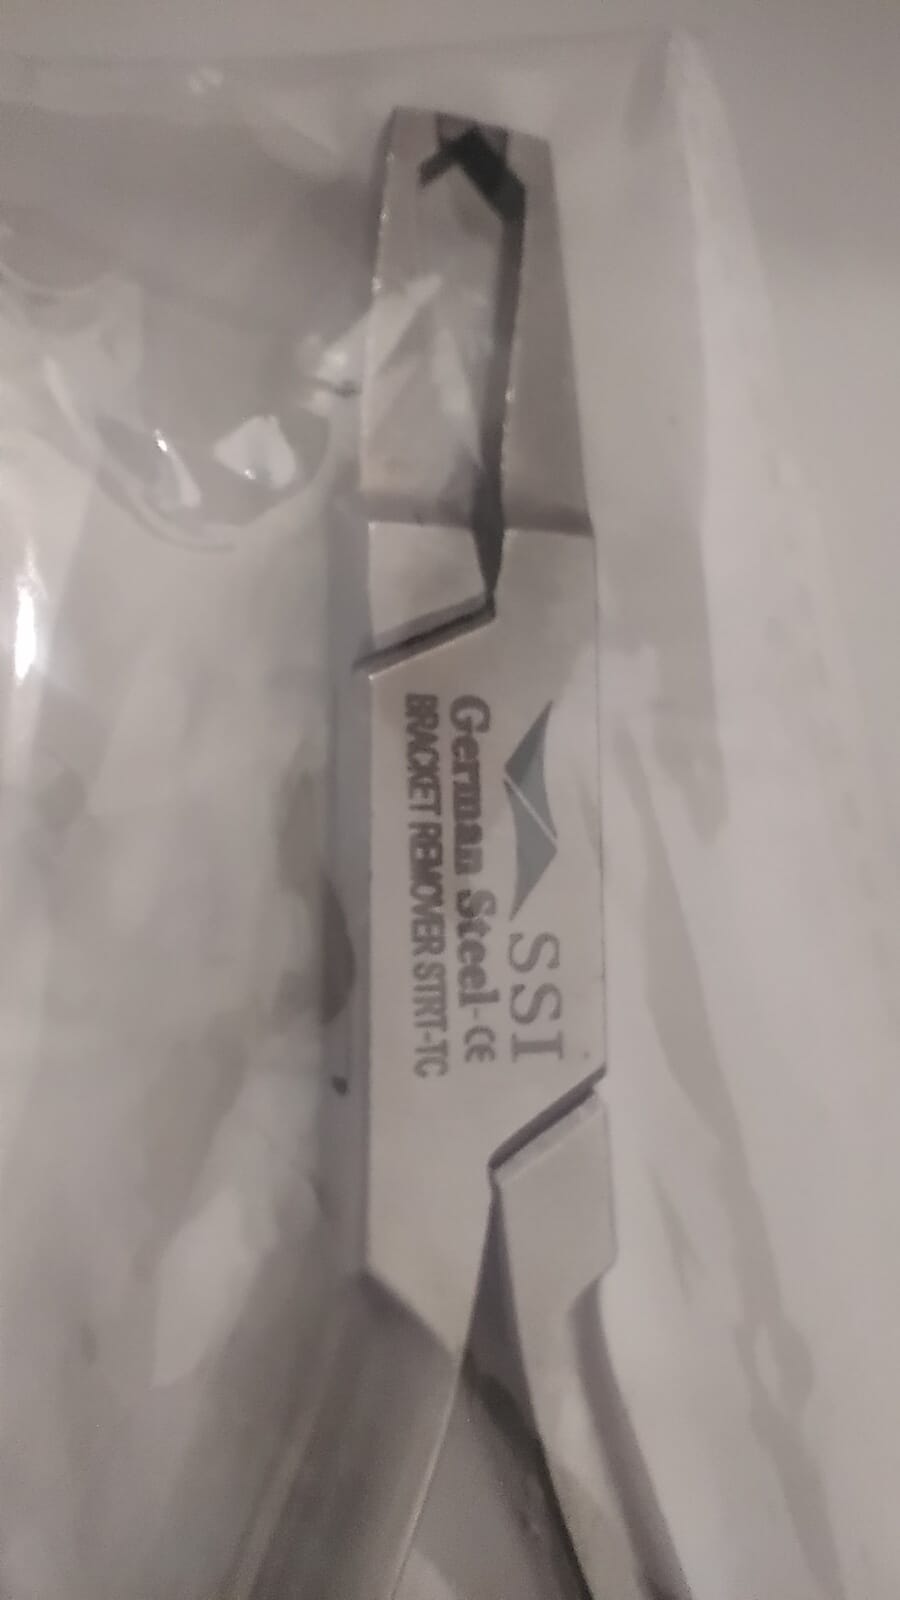 SSI
German Steel-CE
BRACKET REMOVER STRT-TC